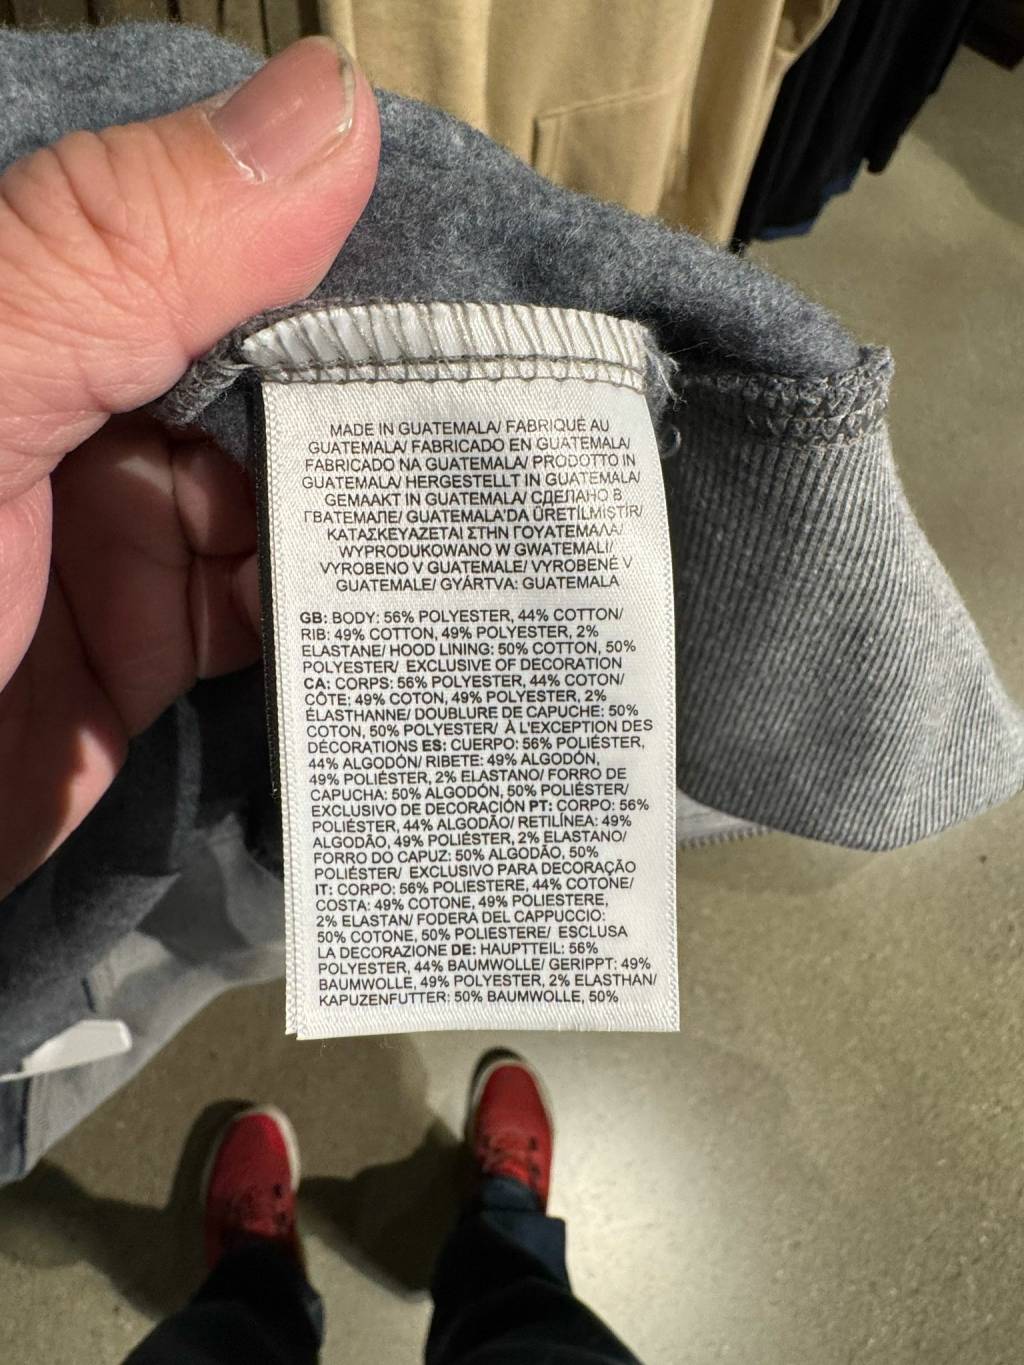 MADE IN GUATEMALA/ FABRIQUÉ AU
GUATEMALA/ FABRICADO EN GUATEMALA/
FABRICADO NA GUATEMALA/ PRODOTTO IN
GUATEMALA/ HERGESTELLT IN GUATEMALA/
GEMAAKT IN GUATEMALA/ СДЕЛАНО В
ГВАТЕМАЛЕ/ GUATEMALA'DA ÜRETİLMİŞTİR/
ΚΑΤΑΣΚΕΥΑΖΕΤΑΙ ΣΤΗΝ ΓΟΥΑΤΕΜΑΛΑ/
WYPRODUKOWANO W GWATEMALI/
VYROBENO V GUATEMALE/ VYROBENÉ V
GUATEMALE/ GYÁRTVA: GUATEMALA
GB: BODY: 56% POLYESTER, 44% COTTON/
RIB: 49% COTTON, 49% POLYESTER, 2%
ELASTANE/ HOOD LINING: 50% COTTON, 50%
POLYESTER/ EXCLUSIVE OF DECORATION
CA: CORPS: 56% POLYESTER, 44% COTON/
CÔTE: 49% COTON, 49% POLYESTER, 2%
ÉLASTHANNE/ DOUBLURE DE CAPUCHE: 50%
COTON, 50% POLYESTER/ À L'EXCEPTION DES
DÉCORATIONS ES: CUERPO: 56% POLIÉSTER,
44% ALGODÓN/ RIBETE: 49% ALGODÓN,
49% POLIÉSTER, 2% ELASTANO/ FORRO DE
CAPUCHA: 50% ALGODÓN, 50% POLIÉSTER/
EXCLUSIVO DE DECORACIÓN PT: CORPO: 56%
POLIÉSTER, 44% ALGODÃO/ RETILÍNEA: 49%
ALGODÃO, 49% POLIÉSTER, 2% ELASTANO/
FORRO DO CAPUZ: 50% ALGODÃO, 50%
POLIÉSTER/ EXCLUSIVO PARA DECORAÇÃO
IT: CORPO: 56% POLIESTERE, 44% COTONE/
COSTA: 49% COTONE, 49% POLIESTERE,
2% ELASTAN/ FODERA DEL CAPPUCCIO:
50% COTONE, 50% POLIESTERE/ ESCLUSA
LA DECORAZIONE DE: HAUPTTEIL: 56%
POLYESTER, 44% BAUMWOLLE/ GERIPPT: 49%
BAUMWOLLE, 49% POLYESTER, 2% ELASTHAN/
KAPUZENFUTTER: 50% BAUMWOLLE, 50%